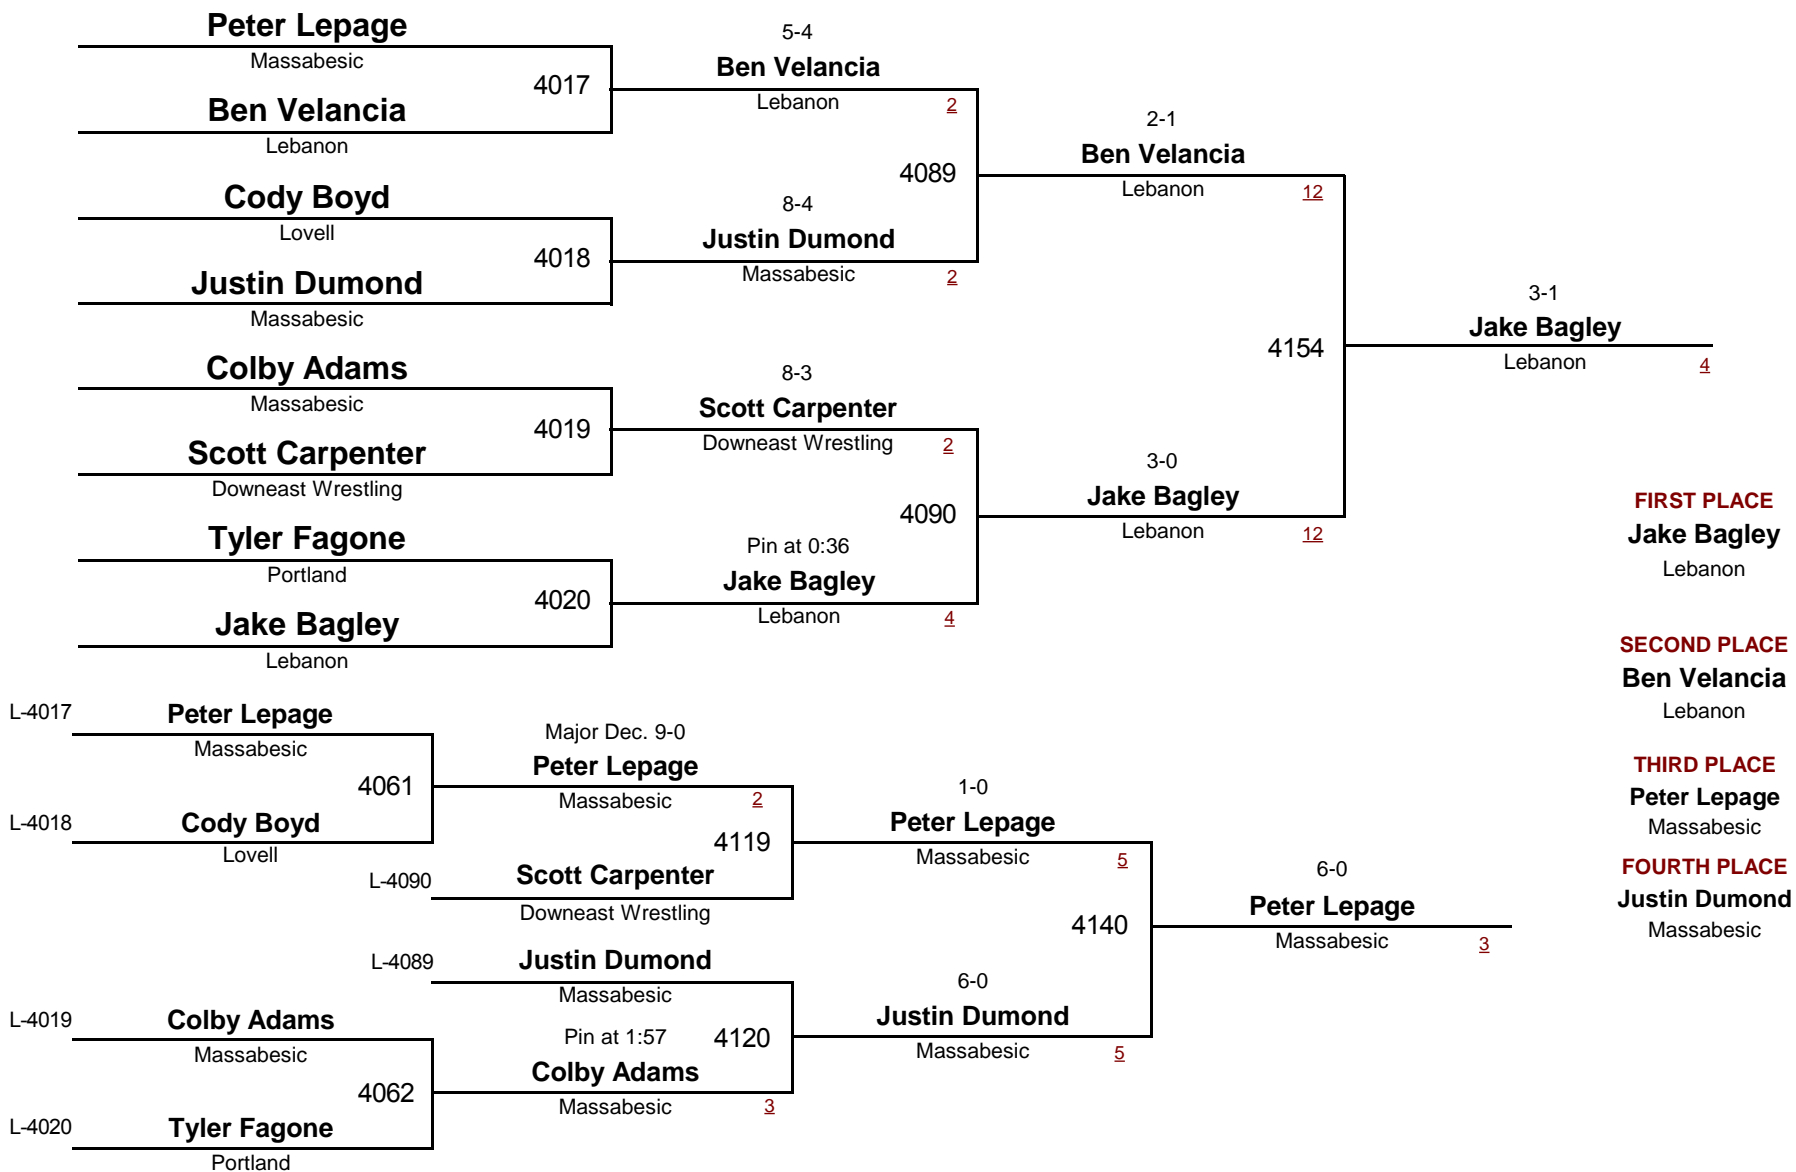 Peter Lepage
Massabesic
4017
Ben Velancia
Lebanon
Cody Boyd
Lovell
4018
Justin Dumond
Massabesic
Colby Adams
Massabesic
4019
Scott Carpenter
Downeast Wrestling
Tyler Fagone
Portland
4020
Jake Bagley
Lebanon
5-4
Ben Velancia
Lebanon 2
4089
8-4
Justin Dumond
Massabesic 2
8-3
Scott Carpenter
Downeast Wrestling 2
4090
Pin at 0:36
Jake Bagley
Lebanon 4
2-1
Ben Velancia
Lebanon 12
4154
3-0
Jake Bagley
Lebanon 12
3-1
Jake Bagley
Lebanon 4
FIRST PLACE
Jake Bagley
Lebanon
SECOND PLACE
Ben Velancia
Lebanon
THIRD PLACE
Peter Lepage
Massabesic
FOURTH PLACE
Justin Dumond
Massabesic
L-4017 Peter Lepage
Massabesic
4061
L-4018 Cody Boyd
Lovell
Major Dec. 9-0
Peter Lepage
Massabesic 2
4119
L-4090 Scott Carpenter
Downeast Wrestling
L-4089 Justin Dumond
Massabesic
4120
L-4019 Colby Adams
Massabesic
4062
L-4020 Tyler Fagone
Portland
Pin at 1:57
Colby Adams
Massabesic 3
1-0
Peter Lepage
Massabesic 5
4140
6-0
Justin Dumond
Massabesic 5
6-0
Peter Lepage
Massabesic 3